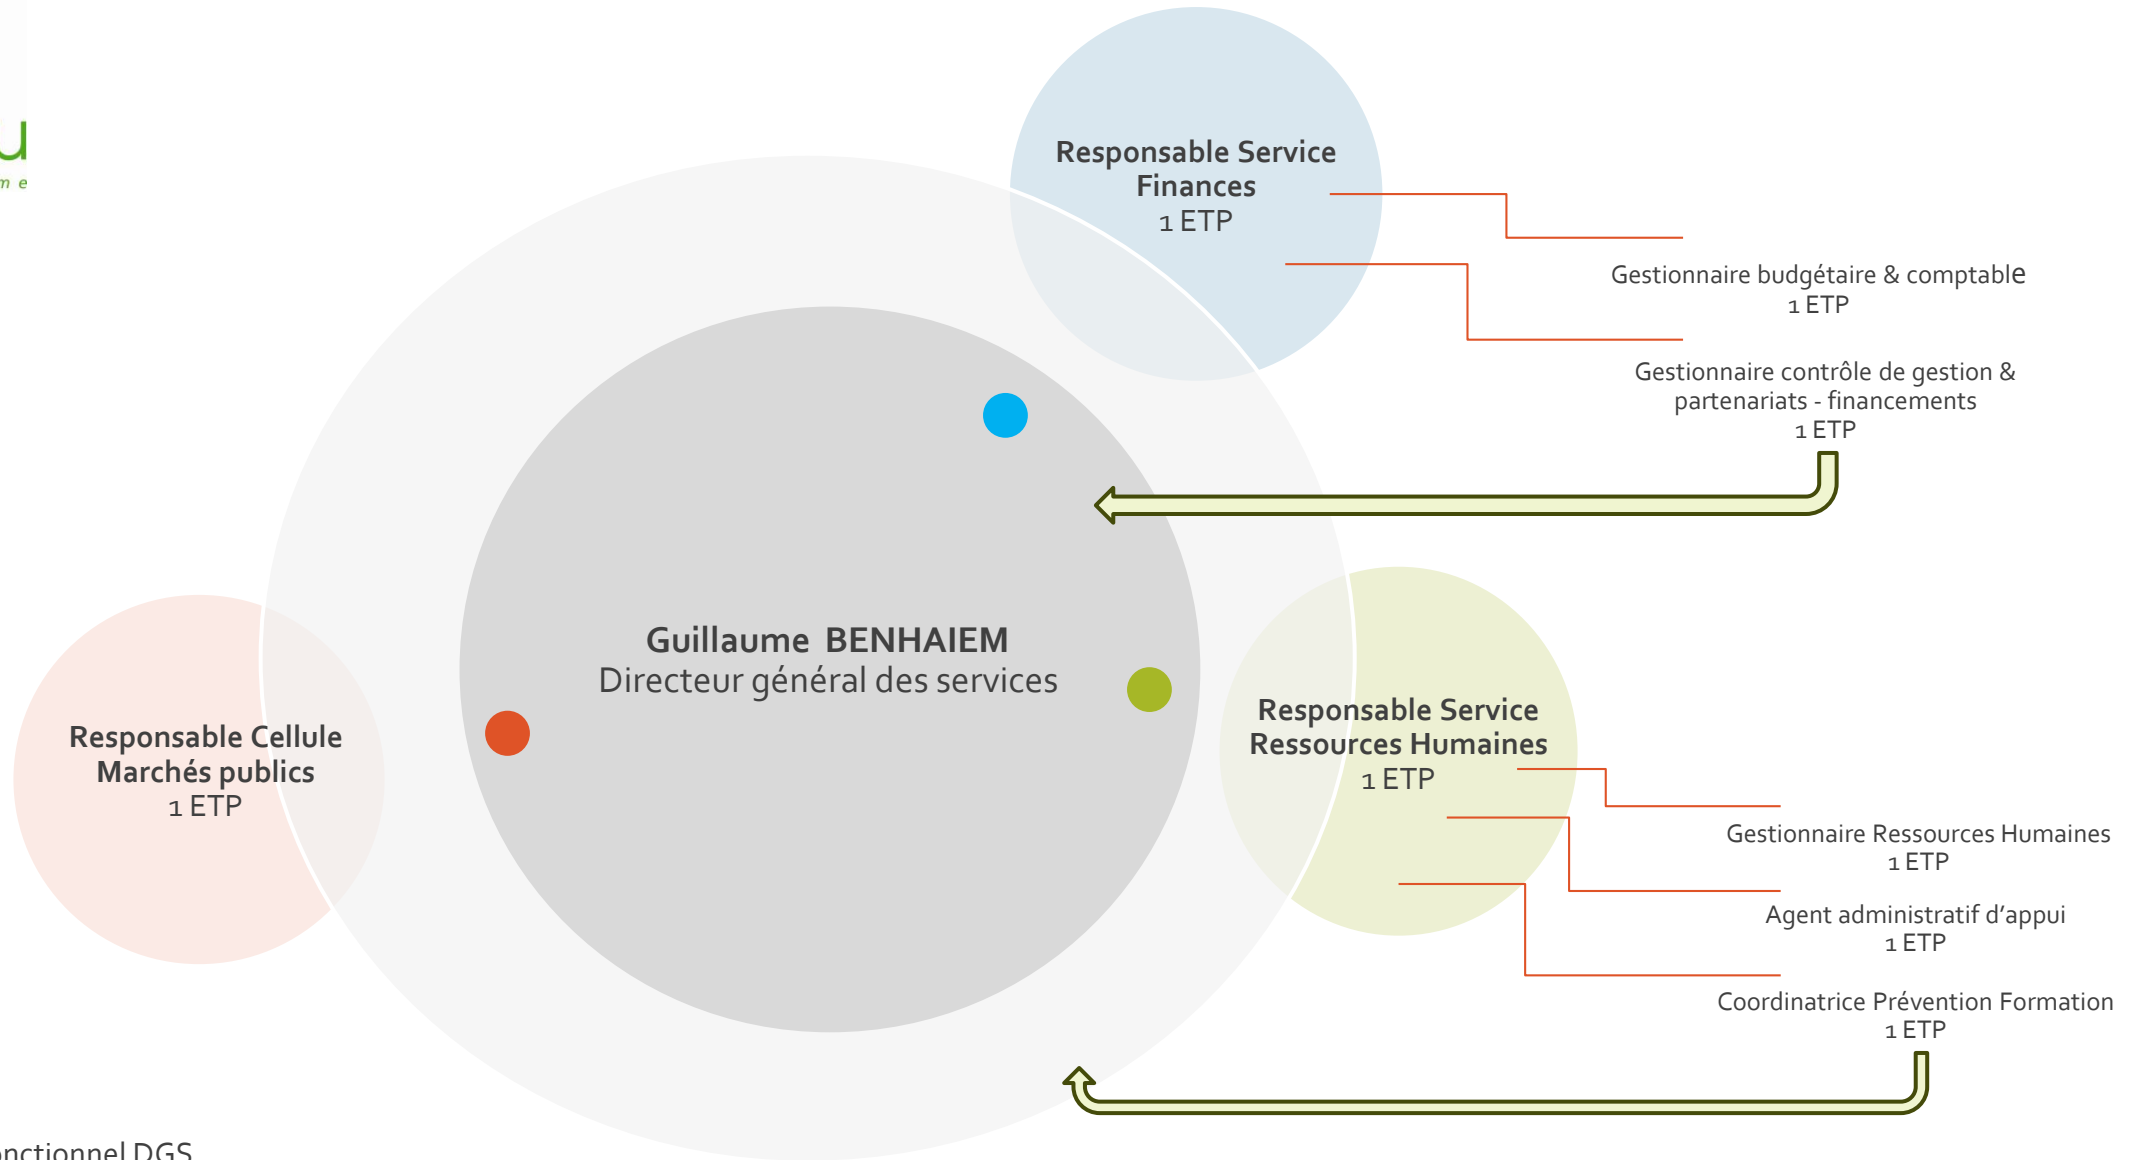 Responsable Service
Finances
1 ETP
Gestionnaire budgétaire & comptable
1 ETP
Gestionnaire contrôle de gestion &
partenariats - financements
1 ETP
Guillaume BENHAIEM
Directeur général des services
Responsable Cellule
Marchés publics
1 ETP
Responsable Service
Ressources Humaines
1 ETP
Gestionnaire Ressources Humaines
1 ETP
Agent administratif d’appui
1 ETP
Coordinatrice Prévention Formation
1 ETP
DGS